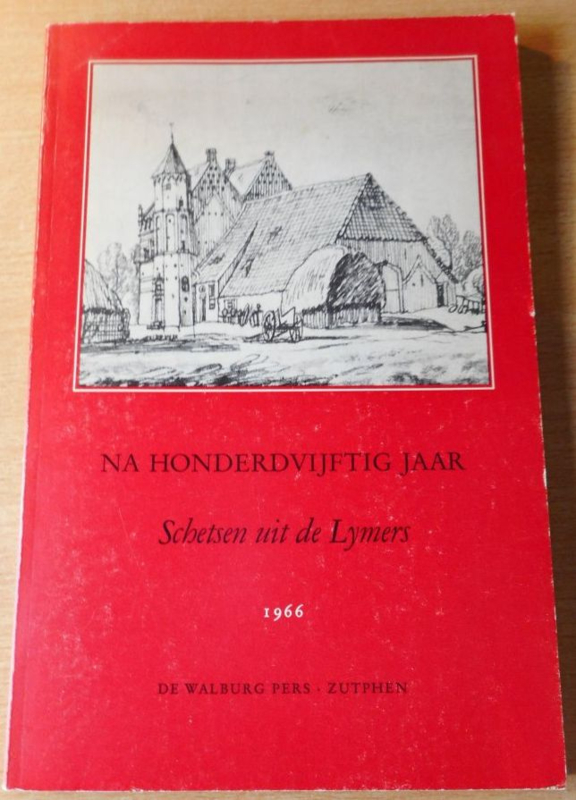 NA HONDERDVIJFTIG JAAR
Schetsen uit de Lymers
1966
DE WALBURG PERS · ZUTPHEN